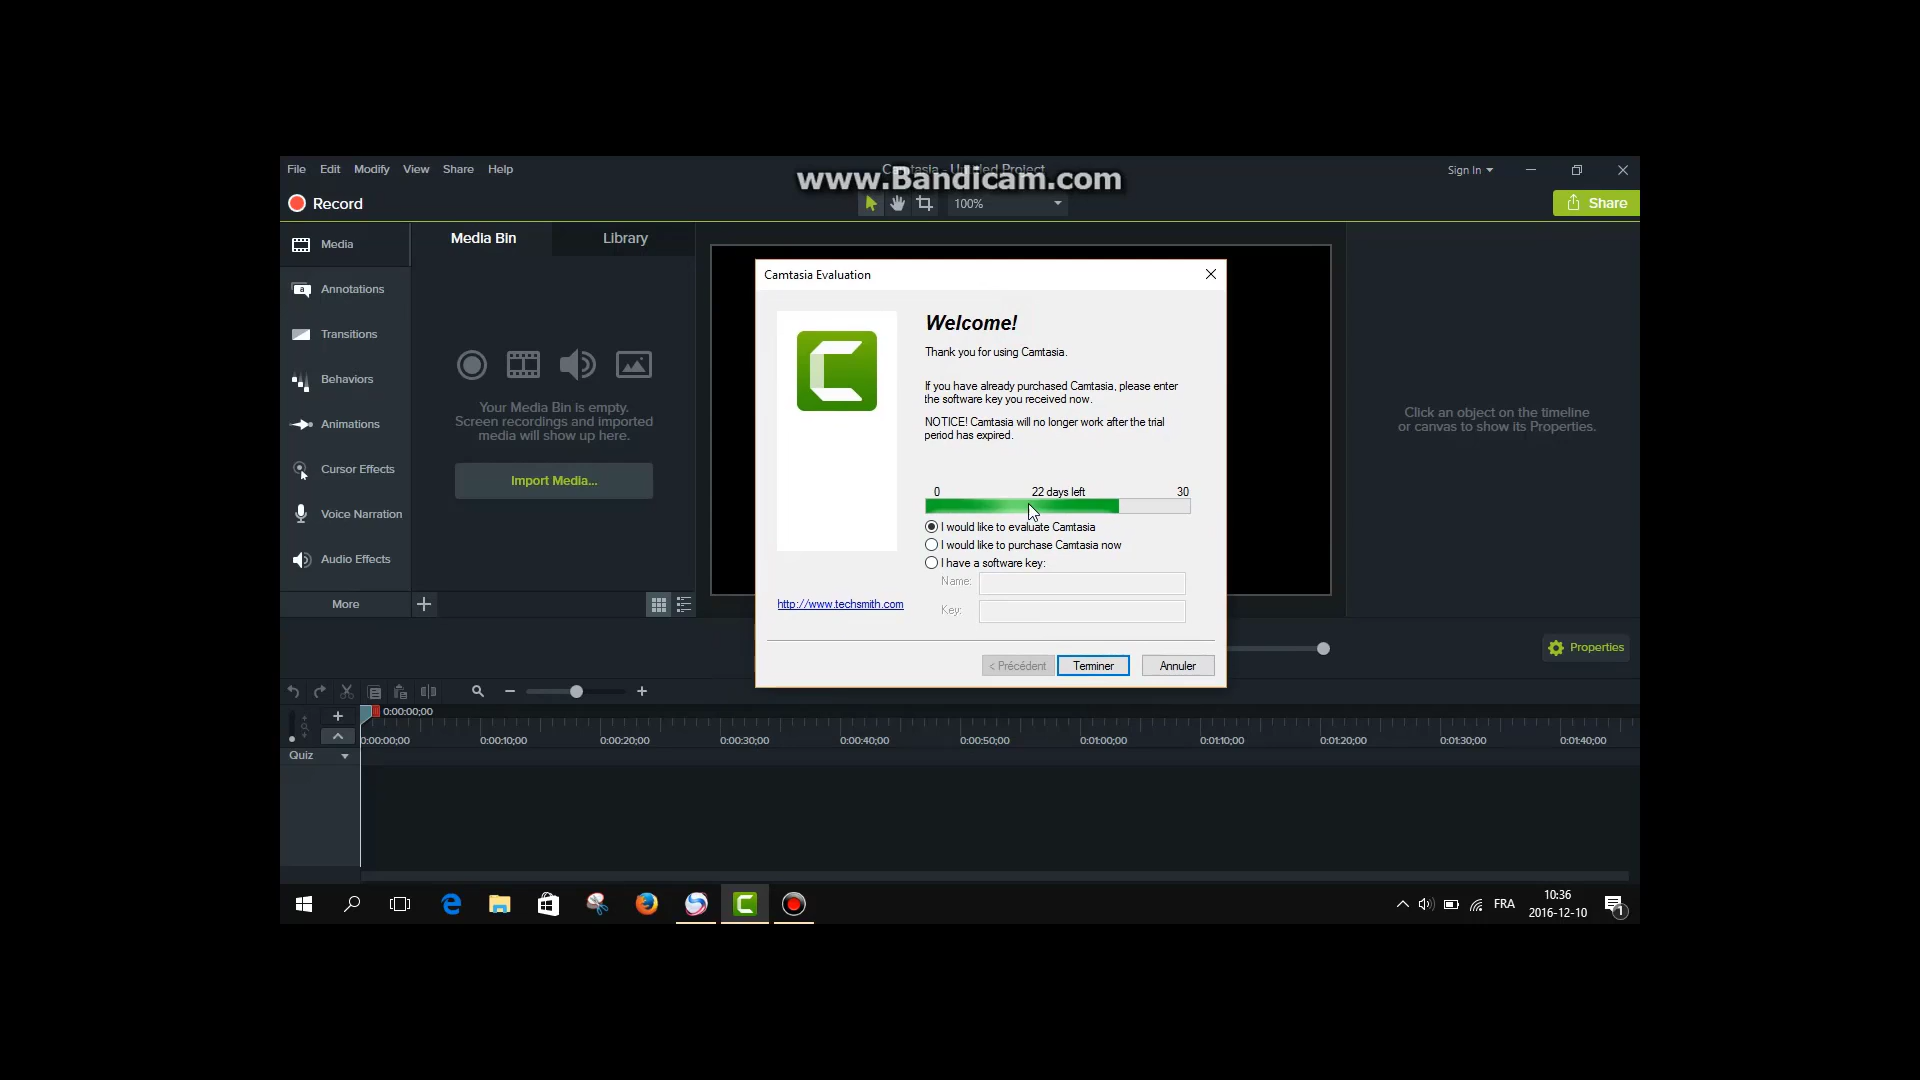 File Edit Modify View Share Help
Camtasia - Untitled Project
www.Bandicam.com
Sign In
Record
100%
Share
Media
Media Bin
Library
Annotations
Transitions
Behaviors
Animations
Cursor Effects
Voice Narration
Audio Effects
More
Your Media Bin is empty.
Screen recordings and imported
media will show up here.
Import Media...
Camtasia Evaluation
Welcome!
Thank you for using Camtasia.
If you have already purchased Camtasia, please enter
the software key you received now.
NOTICE! Camtasia will no longer work after the trial
period has expired.
0 22 days left 30
I would like to evaluate Camtasia
I would like to purchase Camtasia now
I have a software key:
Name:
Key:
http://www.techsmith.com
< Précédent Terminer Annuler
Click an object on the timeline
or canvas to show its Properties.
Properties
0:00:00;00
0:00:00;00 0:00:10;00 0:00:20;00 0:00:30;00 0:00:40;00 0:00:50;00 0:01:00;00 0:01:10;00 0:01:20;00 0:01:30;00 0:01:40;00
Quiz
FRA
10:36
2016-12-10
1